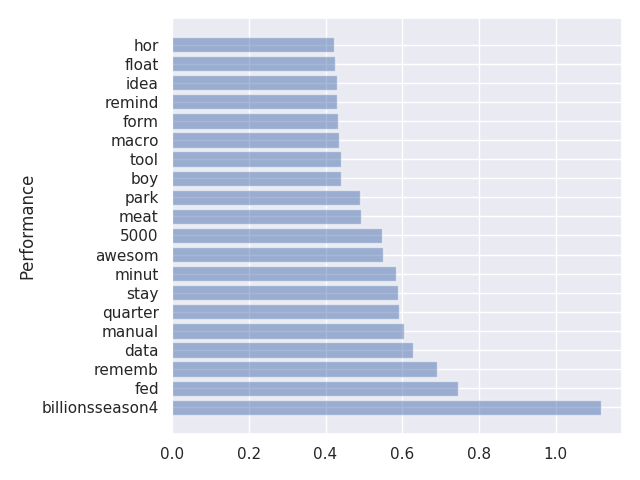 hor
float
idea
remind
form
macro
tool
boy
park
meat
5000
awesom
minut
stay
quarter
manual
data
rememb
fed
billionsseason4
Performance
0.0 0.2 0.4 0.6 0.8 1.0